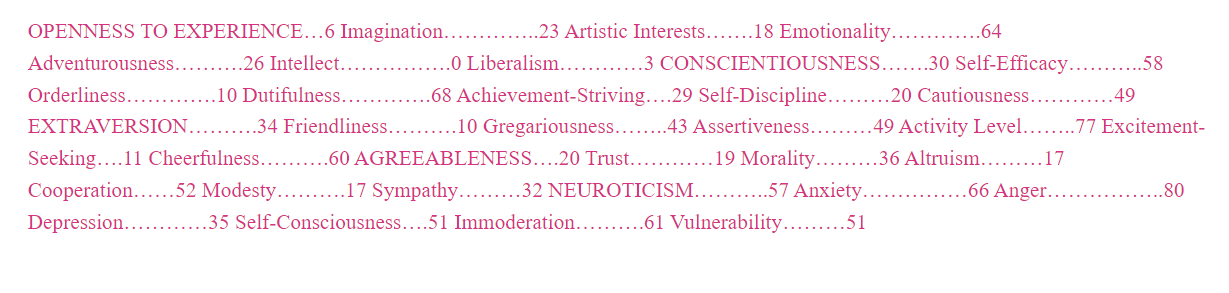 OPENNESS TO EXPERIENCE…6 Imagination…………..23 Artistic Interests…….18 Emotionality………….64
Adventurousness……….26 Intellect…………….0 Liberalism…………3 CONSCIENTIOUSNESS…….30 Self-Efficacy………..58
Orderliness………….10 Dutifulness………….68 Achievement-Striving….29 Self-Discipline………20 Cautiousness…………49
EXTRAVERSION……….34 Friendliness……….10 Gregariousness……..43 Assertiveness………49 Activity Level……..77 Excitement-
Seeking….11 Cheerfulness……….60 AGREEABLENESS….20 Trust…………19 Morality………36 Altruism………17
Cooperation……52 Modesty……….17 Sympathy………32 NEUROTICISM………..57 Anxiety……………66 Anger……………..80
Depression…………35 Self-Consciousness….51 Immoderation……….61 Vulnerability………51